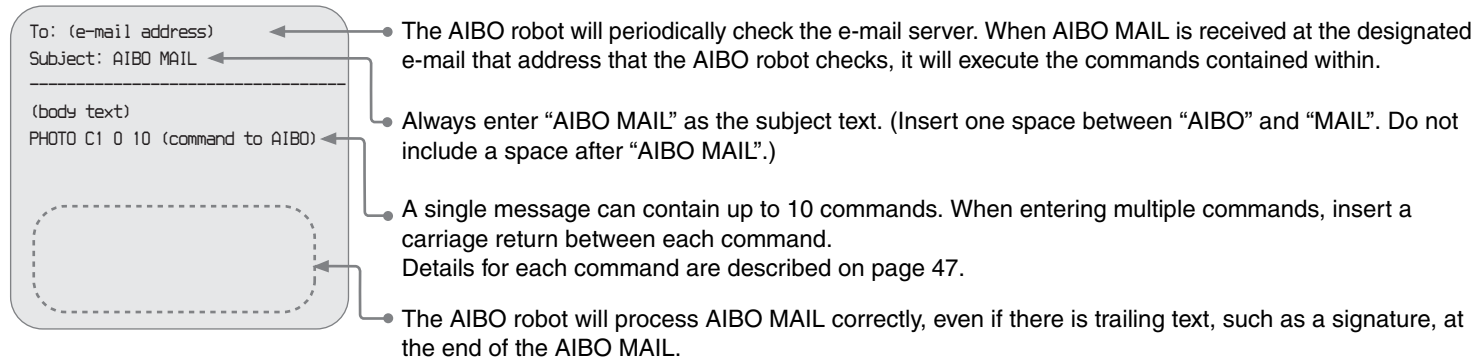 To: (e-mail address)
Subject: AIBO MAIL
------------------------------------
(body text)
PHOTO C1 0 10 (command to AIBO)
The AIBO robot will periodically check the e-mail server. When AIBO MAIL is received at the designated
e-mail that address that the AIBO robot checks, it will execute the commands contained within.
Always enter “AIBO MAIL” as the subject text. (Insert one space between “AIBO” and “MAIL”. Do not
include a space after “AIBO MAIL”.)
A single message can contain up to 10 commands. When entering multiple commands, insert a
carriage return between each command.
Details for each command are described on page 47.
The AIBO robot will process AIBO MAIL correctly, even if there is trailing text, such as a signature, at
the end of the AIBO MAIL.